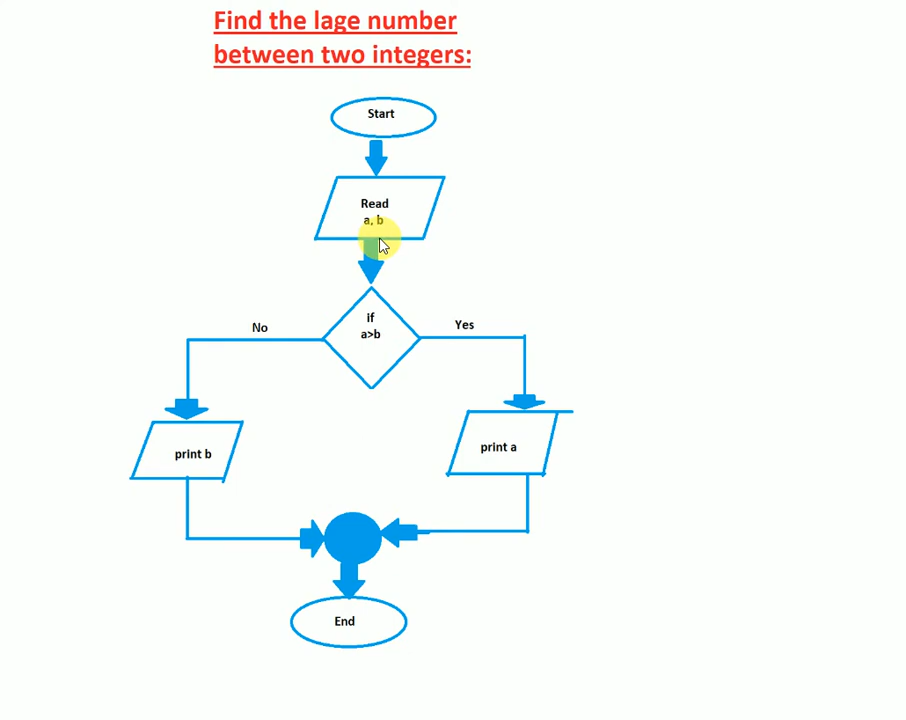 Find the lage number
between two integers:
Start
Read
a, b
if
a>b
No
Yes
print b
print a
End